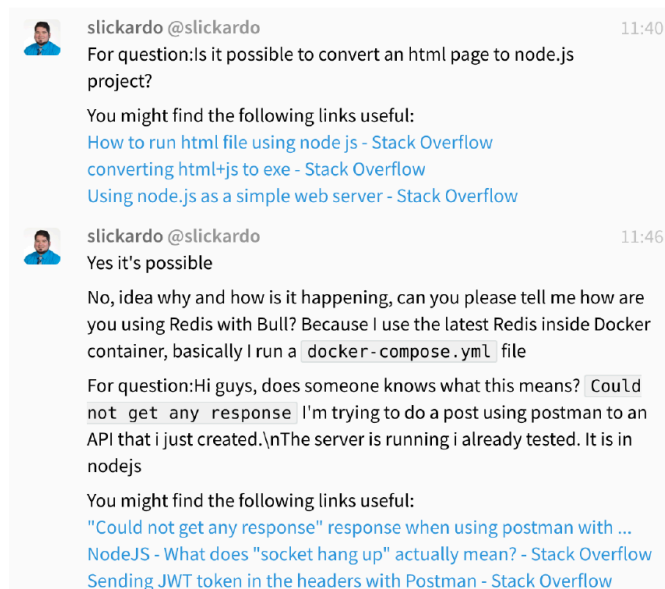 slickardo @slickardo 11:40
For question:Is it possible to convert an html page to node.js
project?
You might find the following links useful:
How to run html file using node js - Stack Overflow
converting html+js to exe - Stack Overflow
Using node.js as a simple web server - Stack Overflow
slickardo @slickardo 11:46
Yes it's possible
No, idea why and how is it happening, can you please tell me how are
you using Redis with Bull? Because I use the latest Redis inside Docker
container, basically I run a docker-compose.yml file
For question:Hi guys, does someone knows what this means? Could
not get any response I'm trying to do a post using postman to an
API that i just created.\nThe server is running i already tested. It is in
nodejs
You might find the following links useful:
"Could not get any response" response when using postman with ...
NodeJS - What does "socket hang up" actually mean? - Stack Overflow
Sending JWT token in the headers with Postman - Stack Overflow